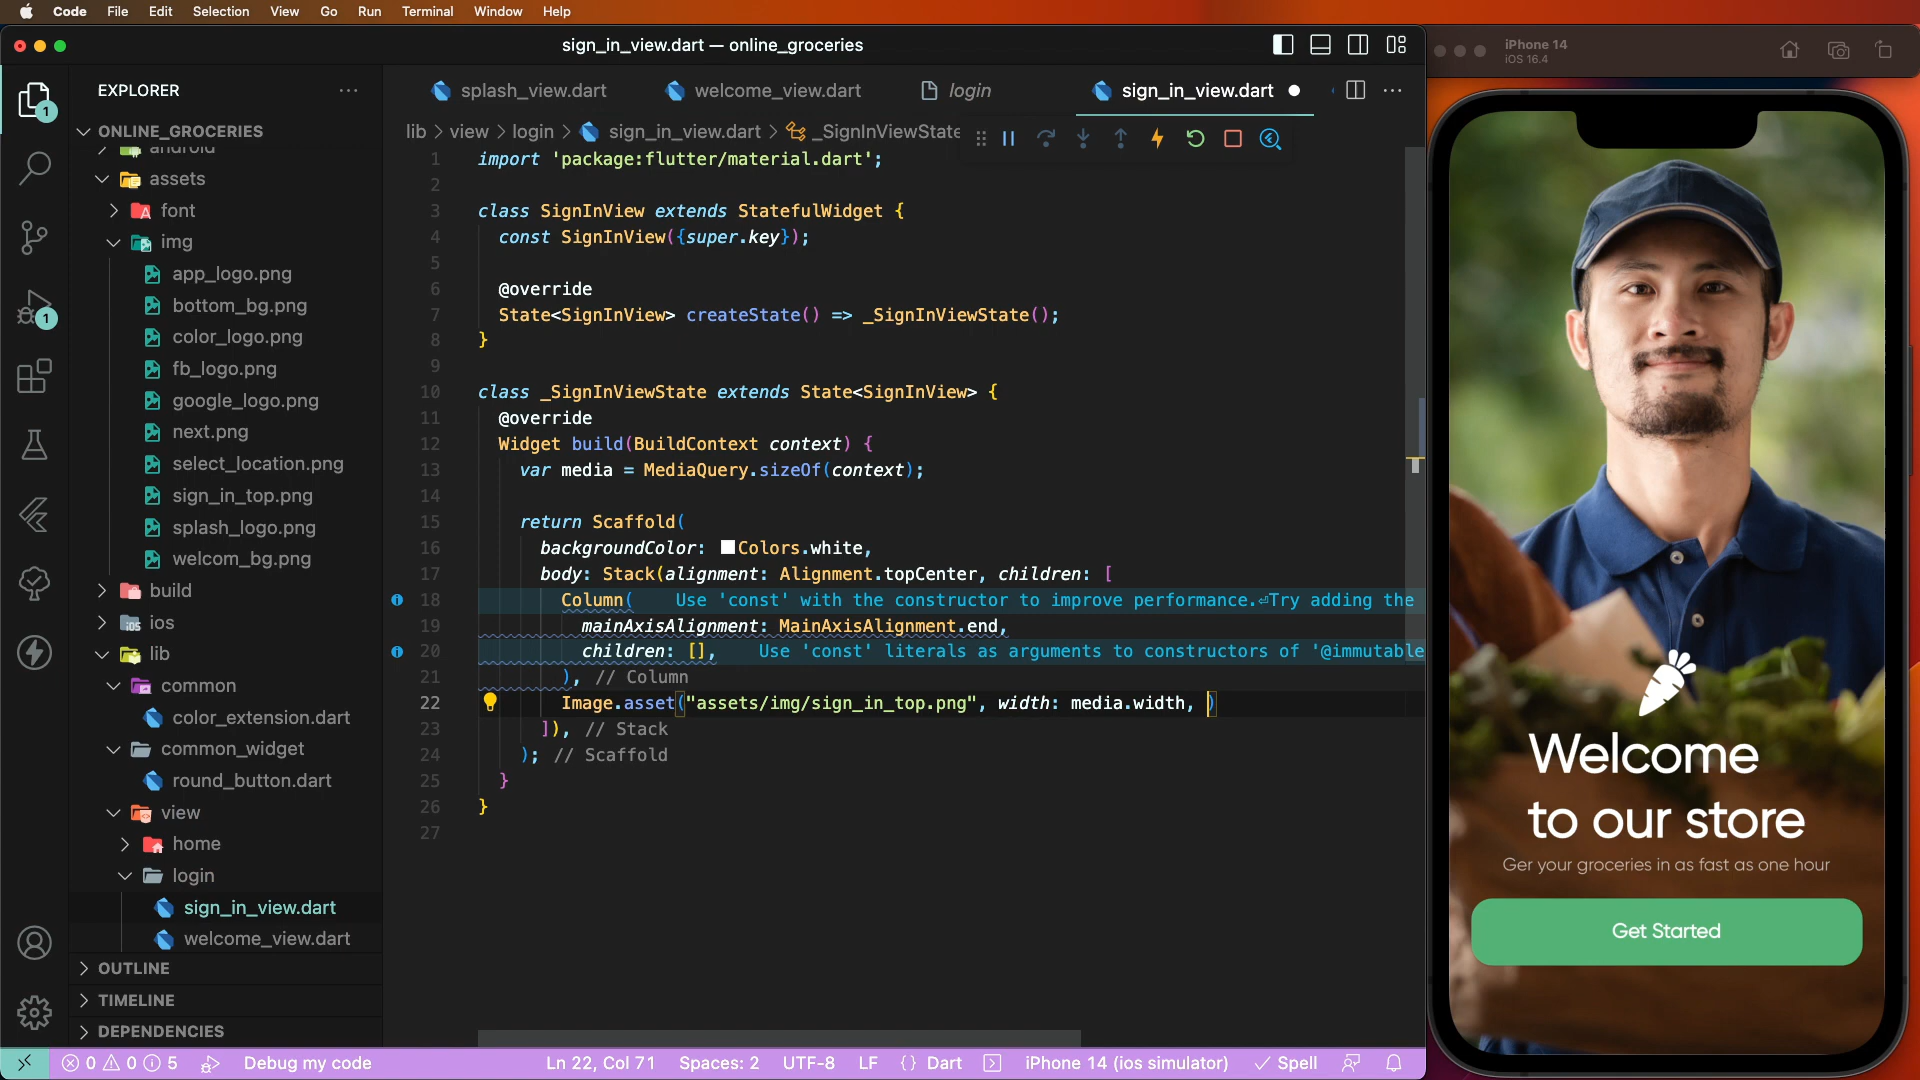 Code File Edit Selection View Go Run Terminal Window Help
sign_in_view.dart — online_groceries
iPhone 14
iOS 16.4
EXPLORER
splash_view.dart
welcome_view.dart
login
sign_in_view.dart
lib > view > login > sign_in_view.dart > _SignInViewState
ONLINE_GROCERIES
android
assets
font
img
app_logo.png
bottom_bg.png
color_logo.png
fb_logo.png
google_logo.png
next.png
select_location.png
sign_in_top.png
splash_logo.png
welcom_bg.png
build
ios
lib
common
color_extension.dart
common_widget
round_button.dart
view
home
login
sign_in_view.dart
welcome_view.dart
OUTLINE
TIMELINE
DEPENDENCIES
1
1
1 import 'package:flutter/material.dart';
2
3 class SignInView extends StatefulWidget {
4 const SignInView({super.key});
5
6 @override
7 State<SignInView> createState() => _SignInViewState();
8 }
9
10 class _SignInViewState extends State<SignInView> {
11 @override
12 Widget build(BuildContext context) {
13 var media = MediaQuery.sizeOf(context);
14
15 return Scaffold(
16 backgroundColor: Colors.white,
17 body: Stack(alignment: Alignment.topCenter, children: [
18 Column( Use 'const' with the constructor to improve performance.⏎Try adding the
19 mainAxisAlignment: MainAxisAlignment.end,
20 children: [], Use 'const' literals as arguments to constructors of '@immutable
21 ), // Column
22 Image.asset("assets/img/sign_in_top.png", width: media.width, )
23 ]), // Stack
24 ); // Scaffold
25 }
26 }
27
Welcome
to our store
Ger your groceries in as fast as one hour
Get Started
0 0 5 Debug my code Ln 22, Col 71 Spaces: 2 UTF-8 LF {} Dart iPhone 14 (ios simulator) Spell